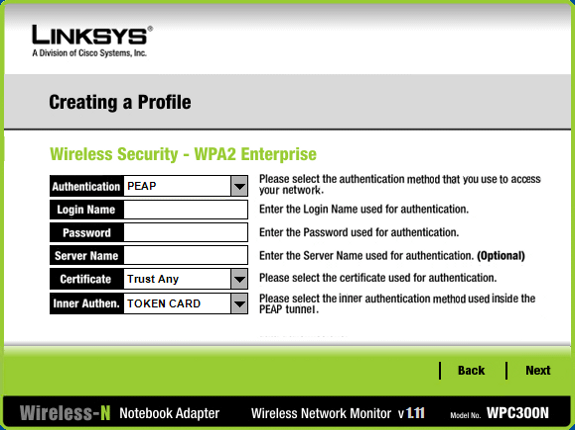 LINKSYS®
A Division of Cisco Systems, Inc.
Creating a Profile
Wireless Security - WPA2 Enterprise
Authentication PEAP Please select the authentication method that you use to access
your network.
Login Name Enter the Login Name used for authentication.
Password Enter the Password used for authentication.
Server Name Enter the Server Name used for authentication. (Optional)
Certificate Trust Any Please select the certificate used for authentication.
Inner Authen. TOKEN CARD Please select the inner authentication method used inside the
PEAP tunnel.
Back Next
Wireless-N Notebook Adapter Wireless Network Monitor v 1.11 Model No. WPC300N